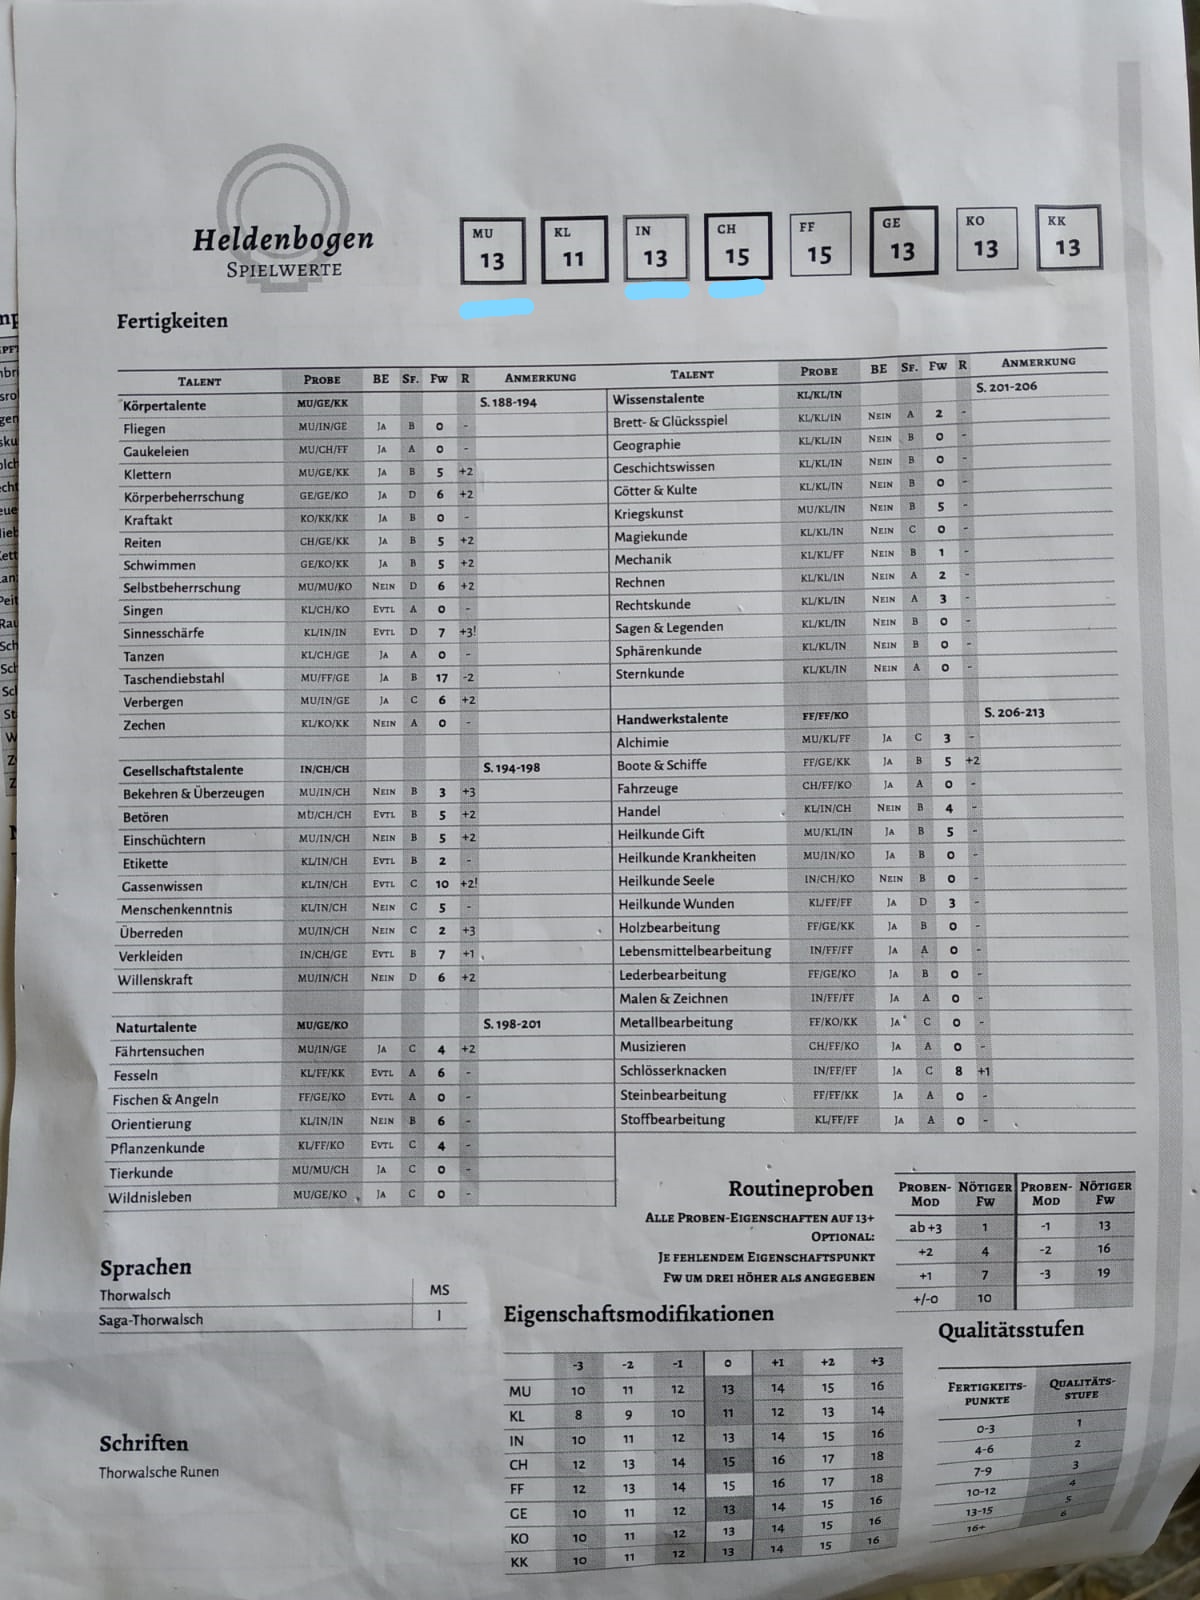 Heldenbogen
Spielwerte
MU 13
KL 11
IN 13
CH 15
FF 15
GE 13
KO 13
KK 13
Fertigkeiten
Talent Probe BE Sf. Fw R Anmerkung
Körpertalente MU/GE/KK S. 188-194
Fliegen MU/IN/GE Ja B 0 -
Gaukeleien MU/CH/FF Ja A 0 -
Klettern MU/GE/KK Ja B 5 +2
Körperbeherrschung GE/GE/KO Ja D 6 +2
Kraftakt KO/KK/KK Ja B 0 -
Reiten CH/GE/KK Ja B 5 +2
Schwimmen GE/KO/KK Ja B 5 +2
Selbstbeherrschung MU/MU/KO Nein D 6 +2
Singen KL/CH/KO Evtl A 0 -
Sinnesschärfe KL/IN/IN Evtl D 7 +3!
Tanzen KL/CH/GE Ja A 0 -
Taschendiebstahl MU/FF/GE Ja B 17 -2
Verbergen MU/IN/GE Ja C 6 +2
Zechen KL/KO/KK Nein A 0 -
Gesellschaftstalente IN/CH/CH S. 194-198
Bekehren & Überzeugen MU/IN/CH Nein B 3 +3
Betören MU/CH/CH Evtl B 5 +2
Einschüchtern MU/IN/CH Nein B 5 +2
Etikette KL/IN/CH Evtl B 2 -
Gassenwissen KL/IN/CH Evtl C 10 +2!
Menschenkenntnis KL/IN/CH Nein C 5 -
Überreden MU/IN/CH Nein C 2 +3
Verkleiden IN/CH/GE Evtl B 7 +1
Willenskraft MU/IN/CH Nein D 6 +2
Naturtalente MU/GE/KO S. 198-201
Fährtensuchen MU/IN/GE Ja C 4 +2
Fesseln KL/FF/KK Evtl A 6 -
Fischen & Angeln FF/GE/KO Evtl A 0 -
Orientierung KL/IN/IN Nein B 6 -
Pflanzenkunde KL/FF/KO Evtl C 4 -
Tierkunde MU/MU/CH Ja C 0 -
Wildnisleben MU/GE/KO Ja C 0 -
Talent Probe BE Sf. Fw R Anmerkung
Wissenstalente KL/KL/IN S. 201-206
Brett- & Glücksspiel KL/KL/IN Nein A 2 -
Geographie KL/KL/IN Nein B 0 -
Geschichtswissen KL/KL/IN Nein B 0 -
Götter & Kulte KL/KL/IN Nein B 0 -
Kriegskunst MU/KL/IN Nein B 5 -
Magiekunde KL/KL/IN Nein C 0 -
Mechanik KL/KL/FF Nein B 1 -
Rechnen KL/KL/IN Nein A 2 -
Rechtskunde KL/KL/IN Nein A 3 -
Sagen & Legenden KL/KL/IN Nein B 0 -
Sphärenkunde KL/KL/IN Nein B 0 -
Sternkunde KL/KL/IN Nein A 0 -
Handwerkstalente FF/FF/KO S. 206-213
Alchimie MU/KL/FF Ja C 3 -
Boote & Schiffe FF/GE/KK Ja B 5 +2
Fahrzeuge CH/FF/KO Ja A 0 -
Handel KL/IN/CH Nein B 4 -
Heilkunde Gift MU/KL/IN Ja B 5 -
Heilkunde Krankheiten MU/IN/KO Ja B 0 -
Heilkunde Seele IN/CH/KO Nein B 0 -
Heilkunde Wunden KL/FF/FF Ja D 3 -
Holzbearbeitung FF/GE/KK Ja B 0 -
Lebensmittelbearbeitung IN/FF/FF Ja A 0 -
Lederbearbeitung FF/GE/KO Ja B 0 -
Malen & Zeichnen IN/FF/FF Ja A 0 -
Metallbearbeitung FF/KO/KK Ja C 0 -
Musizieren CH/FF/KO Ja A 0 -
Schlösserknacken IN/FF/FF Ja C 8 +1
Steinbearbeitung FF/FF/KK Ja A 0 -
Stoffbearbeitung KL/FF/FF Ja A 0 -
Sprachen
Thorwalsch MS
Saga-Thorwalsch I
Schriften
Thorwalsche Runen
Routineproben
Alle Proben-Eigenschaften auf 13+
Optional:
Je fehlendem Eigenschaftspunkt
Fw um drei höher als angegeben
Proben-Mod Nötiger Fw Proben-Mod Nötiger Fw
ab +3 1 -1 13
+2 4 -2 16
+1 7 -3 19
+/-0 10
Eigenschaftsmodifikationen
-3 -2 -1 0 +1 +2 +3
MU 10 11 12 13 14 15 16
KL 8 9 10 11 12 13 14
IN 10 11 12 13 14 15 16
CH 12 13 14 15 16 17 18
FF 12 13 14 15 16 17 18
GE 10 11 12 13 14 15 16
KO 10 11 12 13 14 15 16
KK 10 11 12 13 14 15 16
Qualitätsstufen
Fertigkeits-punkte Qualitäts-stufe
0-3 1
4-6 2
7-9 3
10-12 4
13-15 5
16+ 6